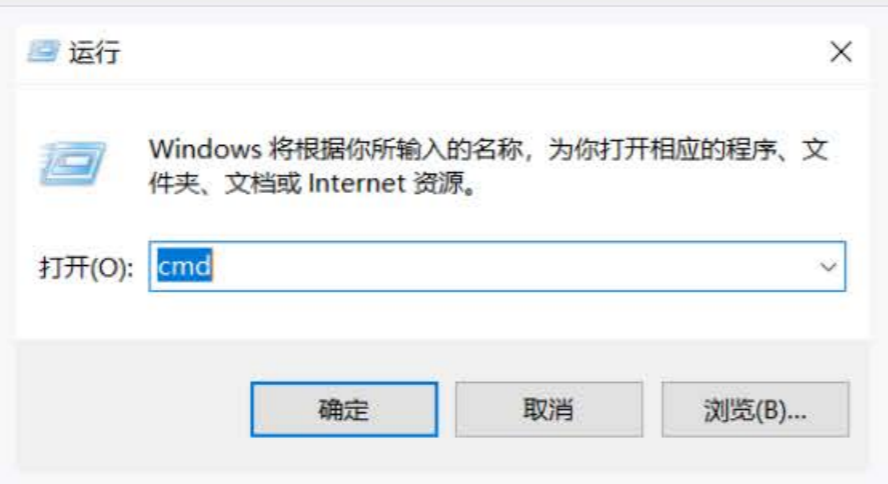 运行
Windows 将根据你所输入的名称，为你打开相应的程序、文
件夹、文档或 Internet 资源。
打开(O): cmd
确定 取消 浏览(B)...